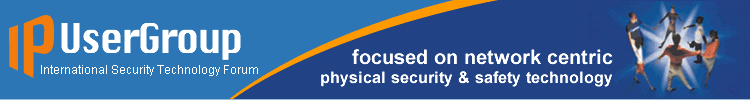 IP UserGroup
International Security Technology Forum
focused on network centric
physical security & safety technology